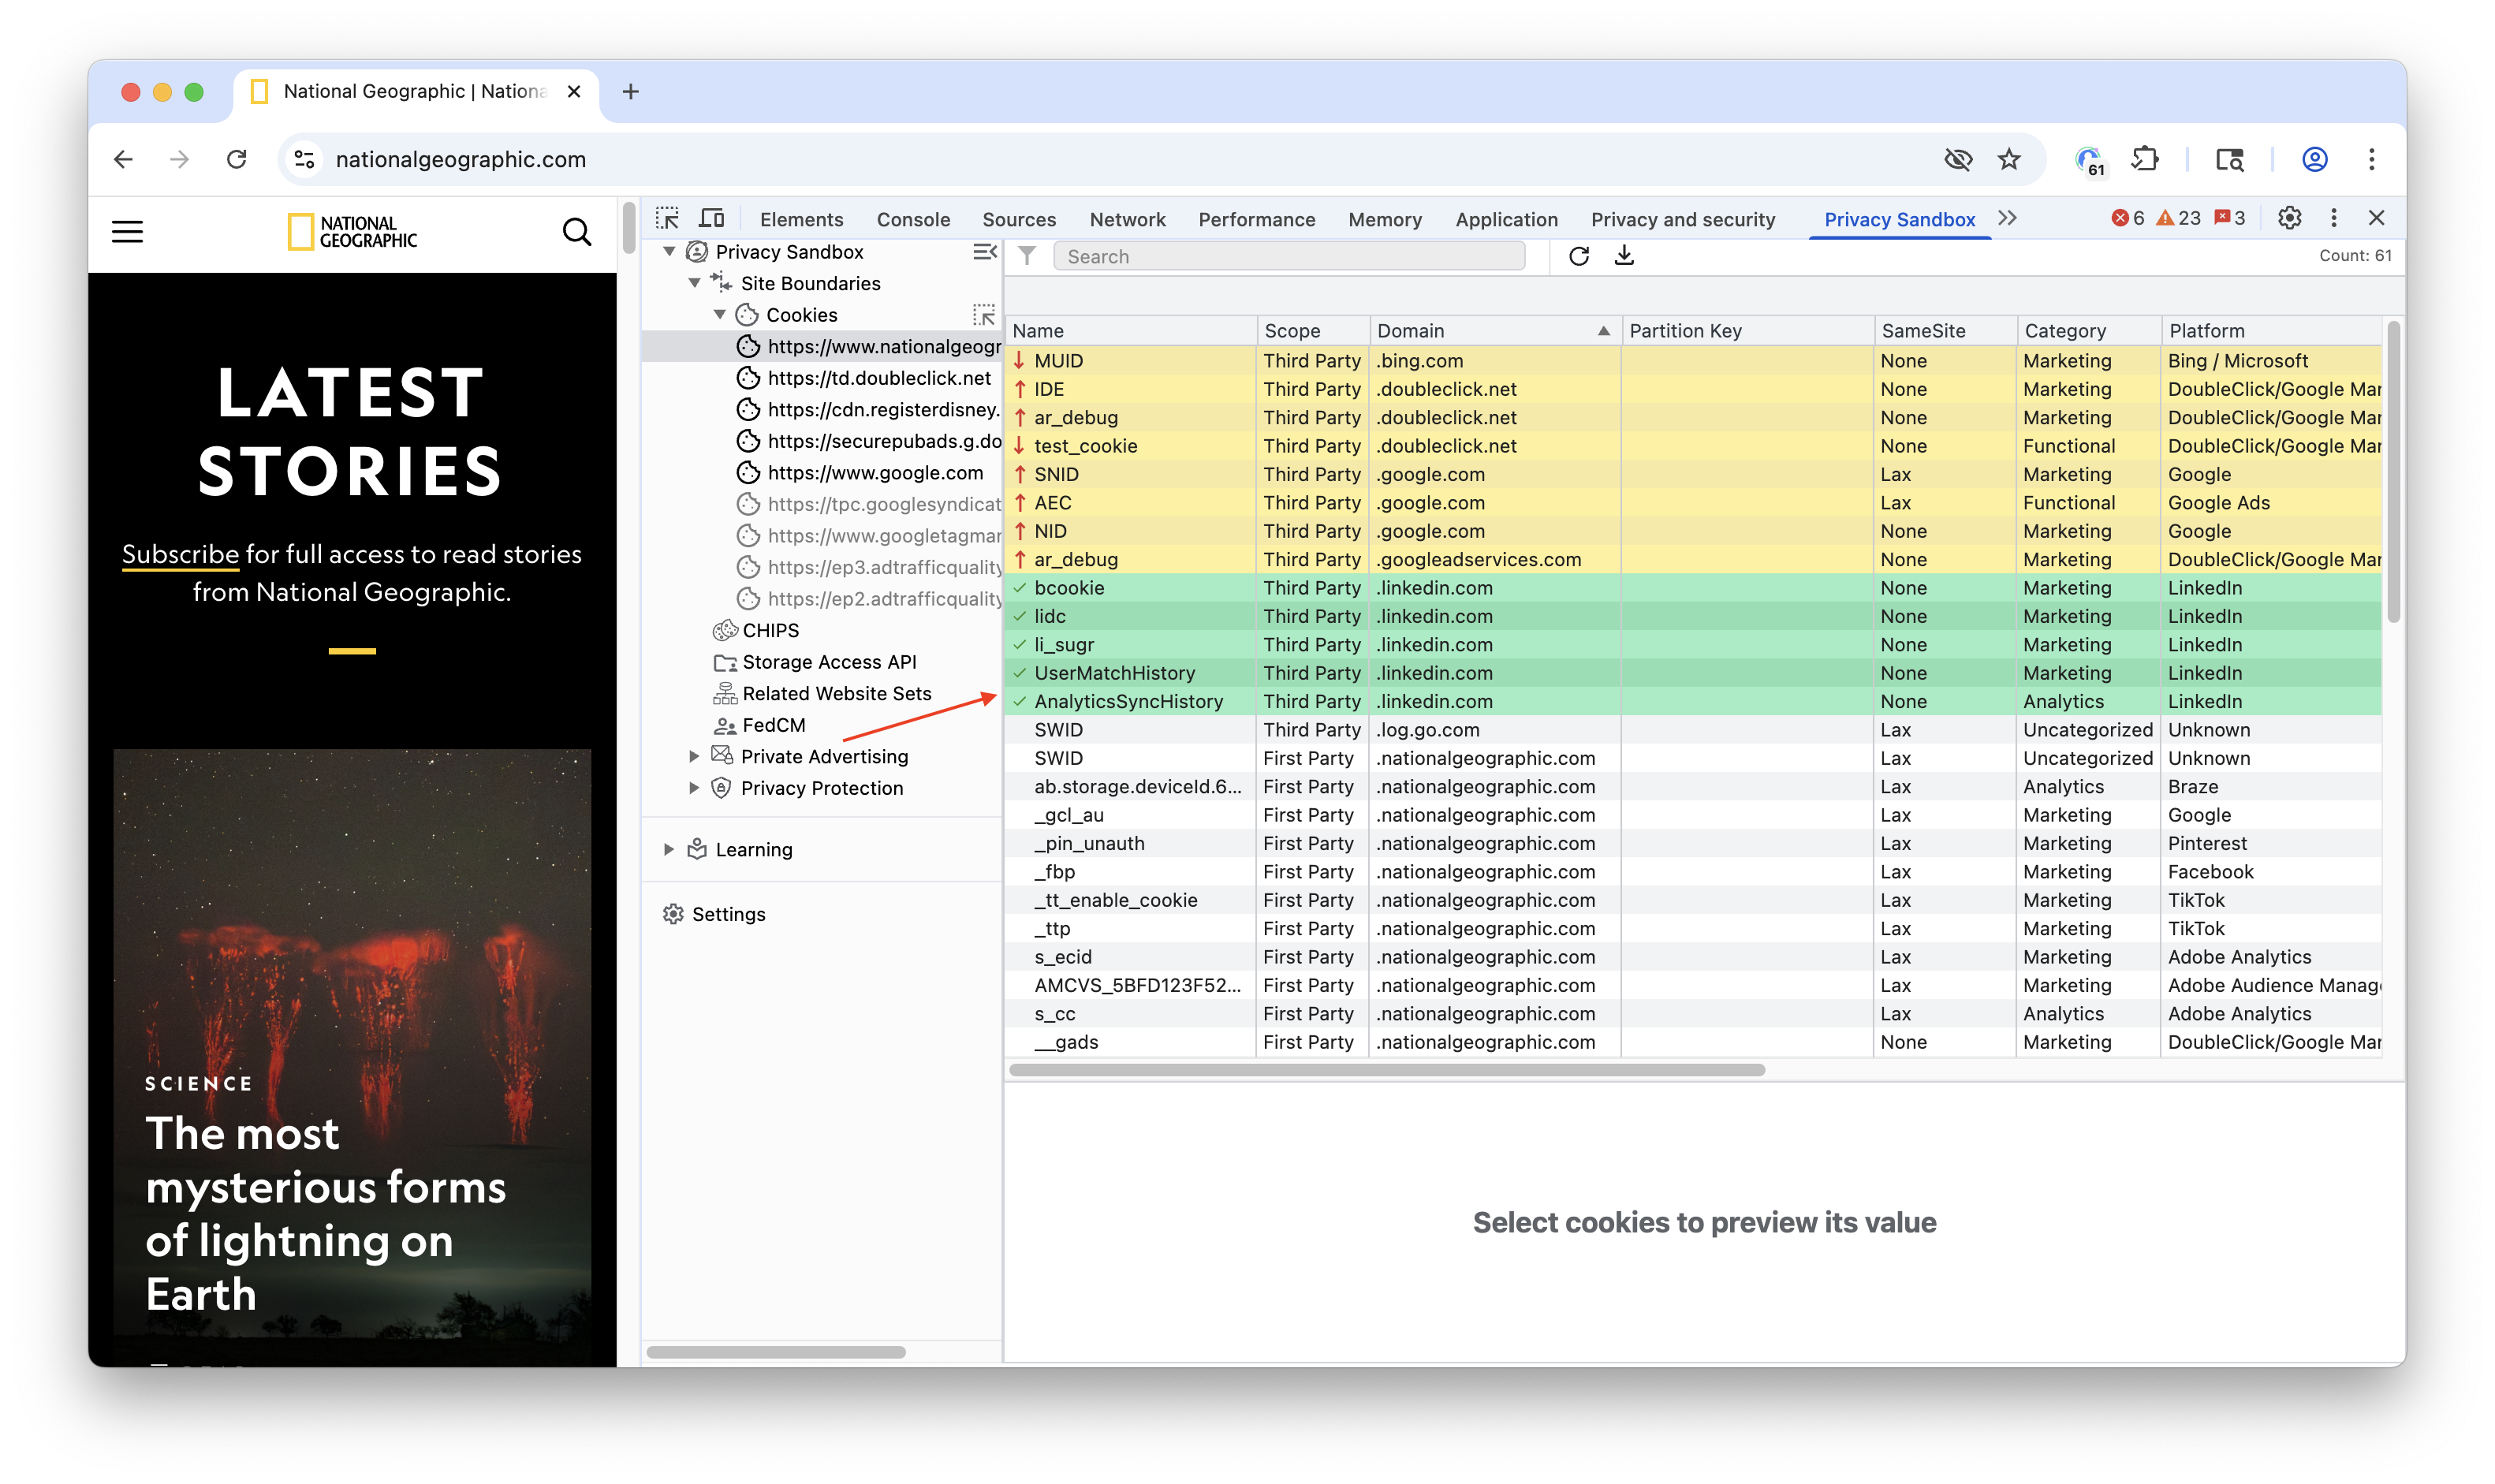 National Geographic | Nationa
nationalgeographic.com
61
NATIONAL
GEOGRAPHIC
LATEST
STORIES
Subscribe for full access to read stories
from National Geographic.
SCIENCE
The most
mysterious forms
of lightning on
Earth
Elements Console Sources Network Performance Memory Application Privacy and security Privacy Sandbox 6 23 3
Privacy Sandbox
Site Boundaries
Cookies
https://www.nationalgeogr
https://td.doubleclick.net
https://cdn.registerdisney.
https://securepubads.g.do
https://www.google.com
https://tpc.googlesyndicat
https://www.googletagmar
https://ep3.adtrafficquality
https://ep2.adtrafficquality
CHIPS
Storage Access API
Related Website Sets
FedCM
Private Advertising
Privacy Protection
Learning
Settings
Search Count: 61
Name Scope Domain Partition Key SameSite Category Platform
MUID Third Party .bing.com None Marketing Bing / Microsoft
IDE Third Party .doubleclick.net None Marketing DoubleClick/Google Mar
ar_debug Third Party .doubleclick.net None Marketing DoubleClick/Google Mar
test_cookie Third Party .doubleclick.net None Functional DoubleClick/Google Mar
SNID Third Party .google.com Lax Marketing Google
AEC Third Party .google.com Lax Functional Google Ads
NID Third Party .google.com None Marketing Google
ar_debug Third Party .googleadservices.com None Marketing DoubleClick/Google Mar
bcookie Third Party .linkedin.com None Marketing LinkedIn
lidc Third Party .linkedin.com None Marketing LinkedIn
li_sugr Third Party .linkedin.com None Marketing LinkedIn
UserMatchHistory Third Party .linkedin.com None Marketing LinkedIn
AnalyticsSyncHistory Third Party .linkedin.com None Analytics LinkedIn
SWID Third Party .log.go.com Lax Uncategorized Unknown
SWID First Party .nationalgeographic.com Lax Uncategorized Unknown
ab.storage.deviceId.6... First Party .nationalgeographic.com Lax Analytics Braze
_gcl_au First Party .nationalgeographic.com Lax Marketing Google
_pin_unauth First Party .nationalgeographic.com Lax Marketing Pinterest
_fbp First Party .nationalgeographic.com Lax Marketing Facebook
_tt_enable_cookie First Party .nationalgeographic.com Lax Marketing TikTok
_ttp First Party .nationalgeographic.com Lax Marketing TikTok
s_ecid First Party .nationalgeographic.com Lax Marketing Adobe Analytics
AMCVS_5BFD123F52... First Party .nationalgeographic.com Lax Marketing Adobe Audience Manage
s_cc First Party .nationalgeographic.com Lax Analytics Adobe Analytics
__gads First Party .nationalgeographic.com None Marketing DoubleClick/Google Mar
Select cookies to preview its value